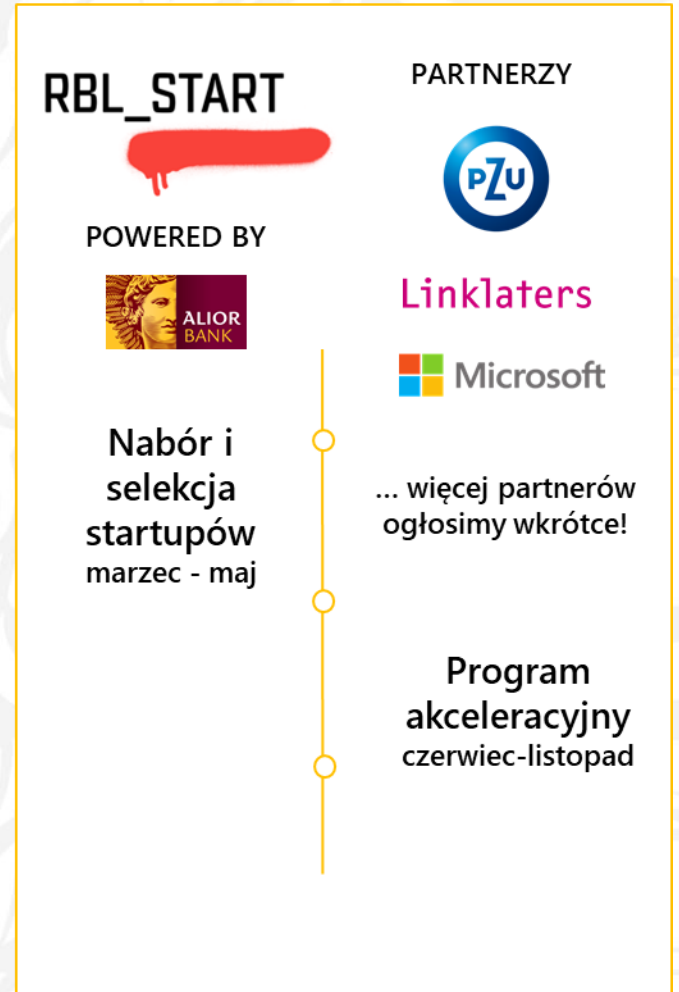 RBL_START
POWERED BY
ALIOR
BANK
PARTNERZY
PZU
Linklaters
Microsoft
Nabór i
selekcja
startupów
marzec - maj
... więcej partnerów
ogłosimy wkrótce!
Program
akceleracyjny
czerwiec-listopad